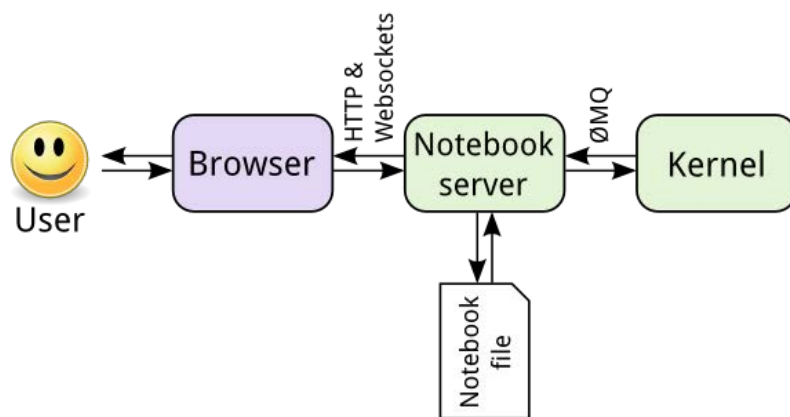 User
Browser
HTTP &
Websockets
Notebook
server
ØMQ
Kernel
Notebook
file